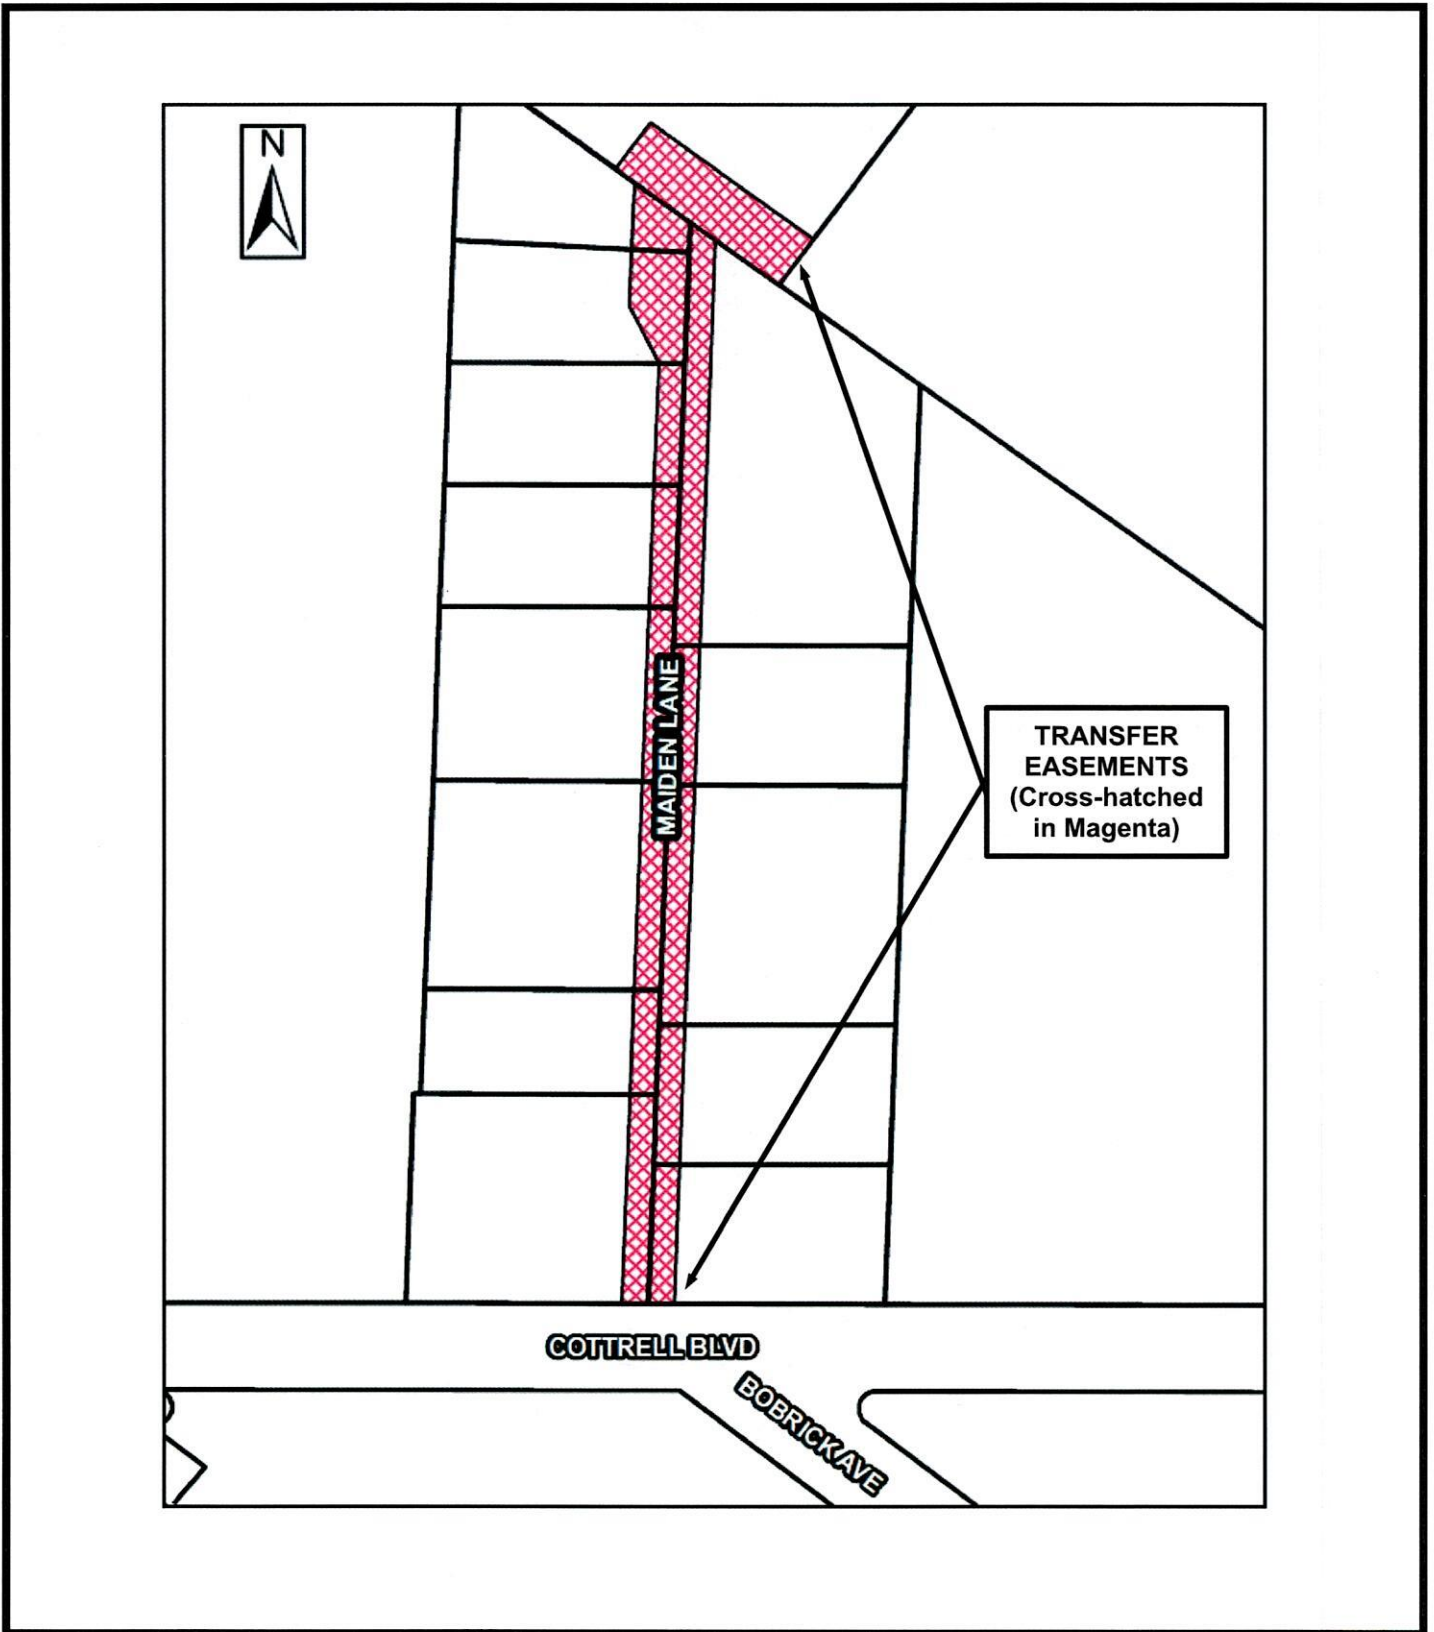 N
MAIDEN LANE
TRANSFER
EASEMENTS
(Cross-hatched
in Magenta)
COTTRELL BLVD
BOBRICK AVE